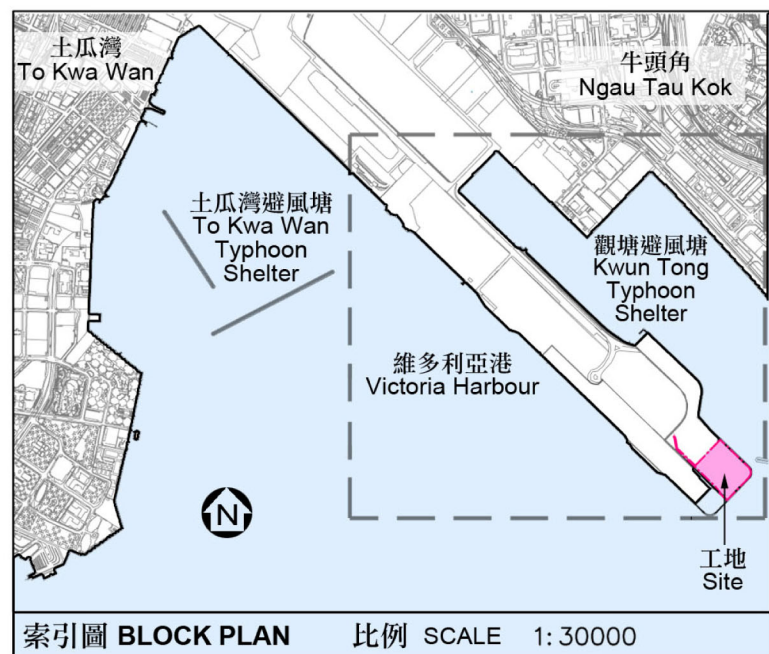 土瓜灣
To Kwa Wan
牛頭角
Ngau Tau Kok
土瓜灣避風塘
To Kwa Wan
Typhoon
Shelter
觀塘避風塘
Kwun Tong
Typhoon
Shelter
維多利亞港
Victoria Harbour
N
工地
Site
索引圖 BLOCK PLAN 比例 SCALE 1:30000